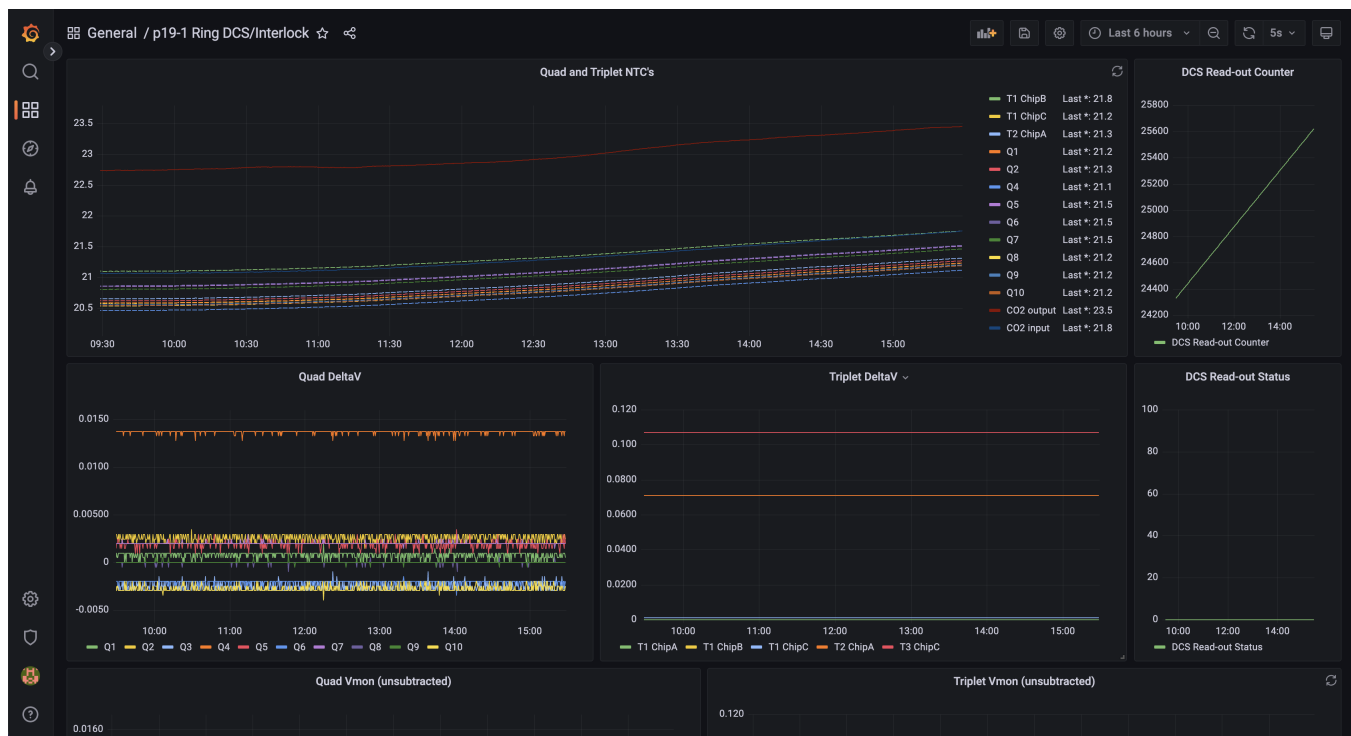 General / p19-1 Ring DCS/Interlock
Last 6 hours
5s
Quad and Triplet NTC's
23.5
23
22.5
22
21.5
21
20.5
09:30 10:00 10:30 11:00 11:30 12:00 12:30 13:00 13:30 14:00 14:30 15:00
T1 ChipB Last *: 21.8
T1 ChipC Last *: 21.2
T2 ChipA Last *: 21.3
Q1 Last *: 21.2
Q2 Last *: 21.3
Q4 Last *: 21.1
Q5 Last *: 21.5
Q6 Last *: 21.5
Q7 Last *: 21.5
Q8 Last *: 21.2
Q9 Last *: 21.2
Q10 Last *: 21.2
CO2 output Last *: 23.5
CO2 input Last *: 21.8
DCS Read-out Counter
25800
25600
25400
25200
25000
24800
24600
24400
24200
10:00 12:00 14:00
DCS Read-out Counter
Quad DeltaV
0.0150
0.0100
0.00500
0
-0.0050
10:00 11:00 12:00 13:00 14:00 15:00
Q1 Q2 Q3 Q4 Q5 Q6 Q7 Q8 Q9 Q10
Triplet DeltaV
0.120
0.100
0.0800
0.0600
0.0400
0.0200
0
10:00 11:00 12:00 13:00 14:00 15:00
T1 ChipA T1 ChipB T1 ChipC T2 ChipA T3 ChipC
DCS Read-out Status
100
80
60
40
20
0
10:00 12:00 14:00
DCS Read-out Status
Quad Vmon (unsubtracted)
0.0160
Triplet Vmon (unsubtracted)
0.120